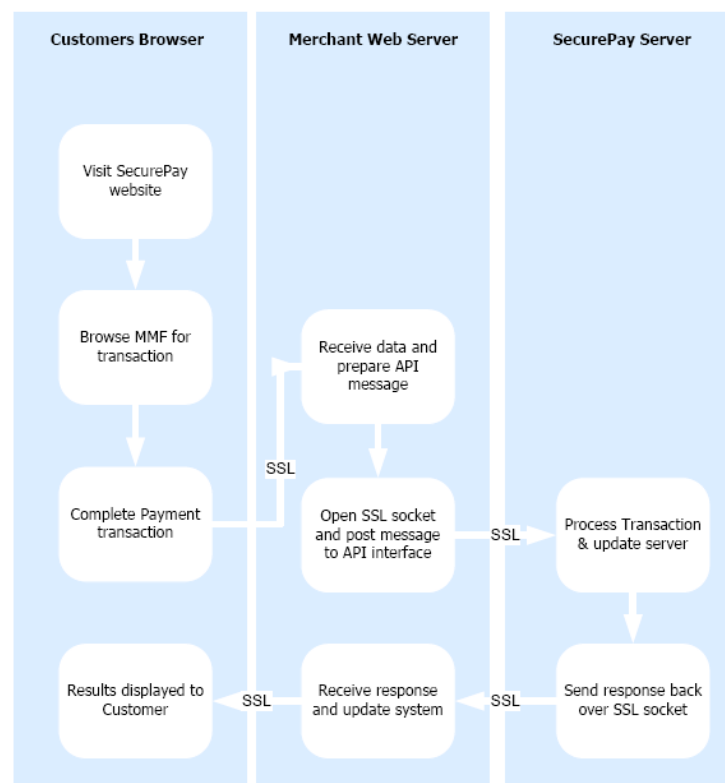 Customers Browser
Merchant Web Server
SecurePay Server
Visit SecurePay
website
Browse MMF for
transaction
Receive data and
prepare API
message
SSL
Complete Payment
transaction
Open SSL socket
and post message
to API interface
SSL
Process Transaction
& update server
Results displayed to
Customer
SSL
Receive response
and update system
SSL
Send response back
over SSL socket